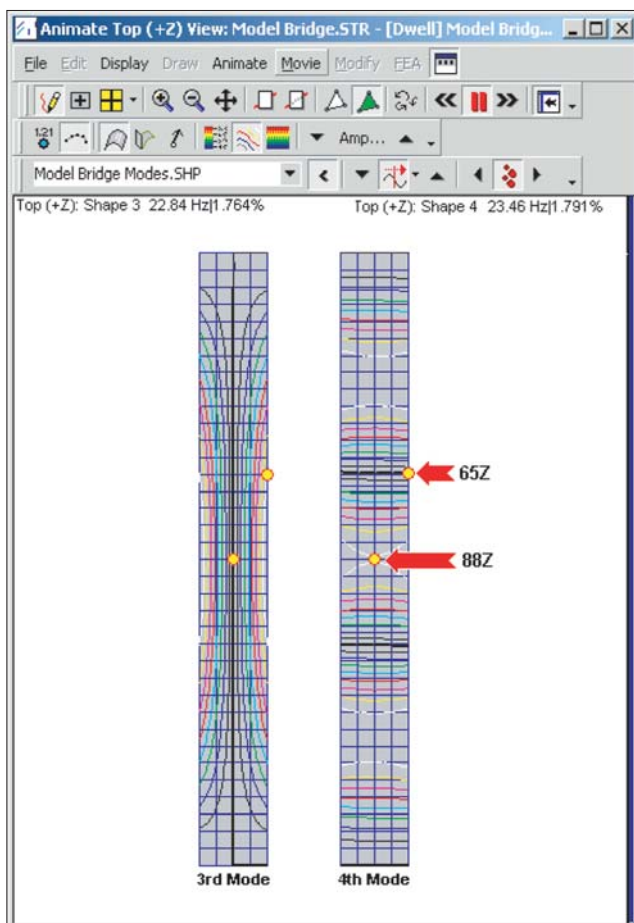 Animate Top (+Z) View: Model Bridge.STR - [Dwell] Model Bridg...
File Edit Display Draw Animate Movie Modify FEA
1.21 Amp...
Model Bridge Modes.SHP
Top (+Z): Shape 3 22.84 Hz|1.764% Top (+Z): Shape 4 23.46 Hz|1.791%
65Z
88Z
3rd Mode 4th Mode